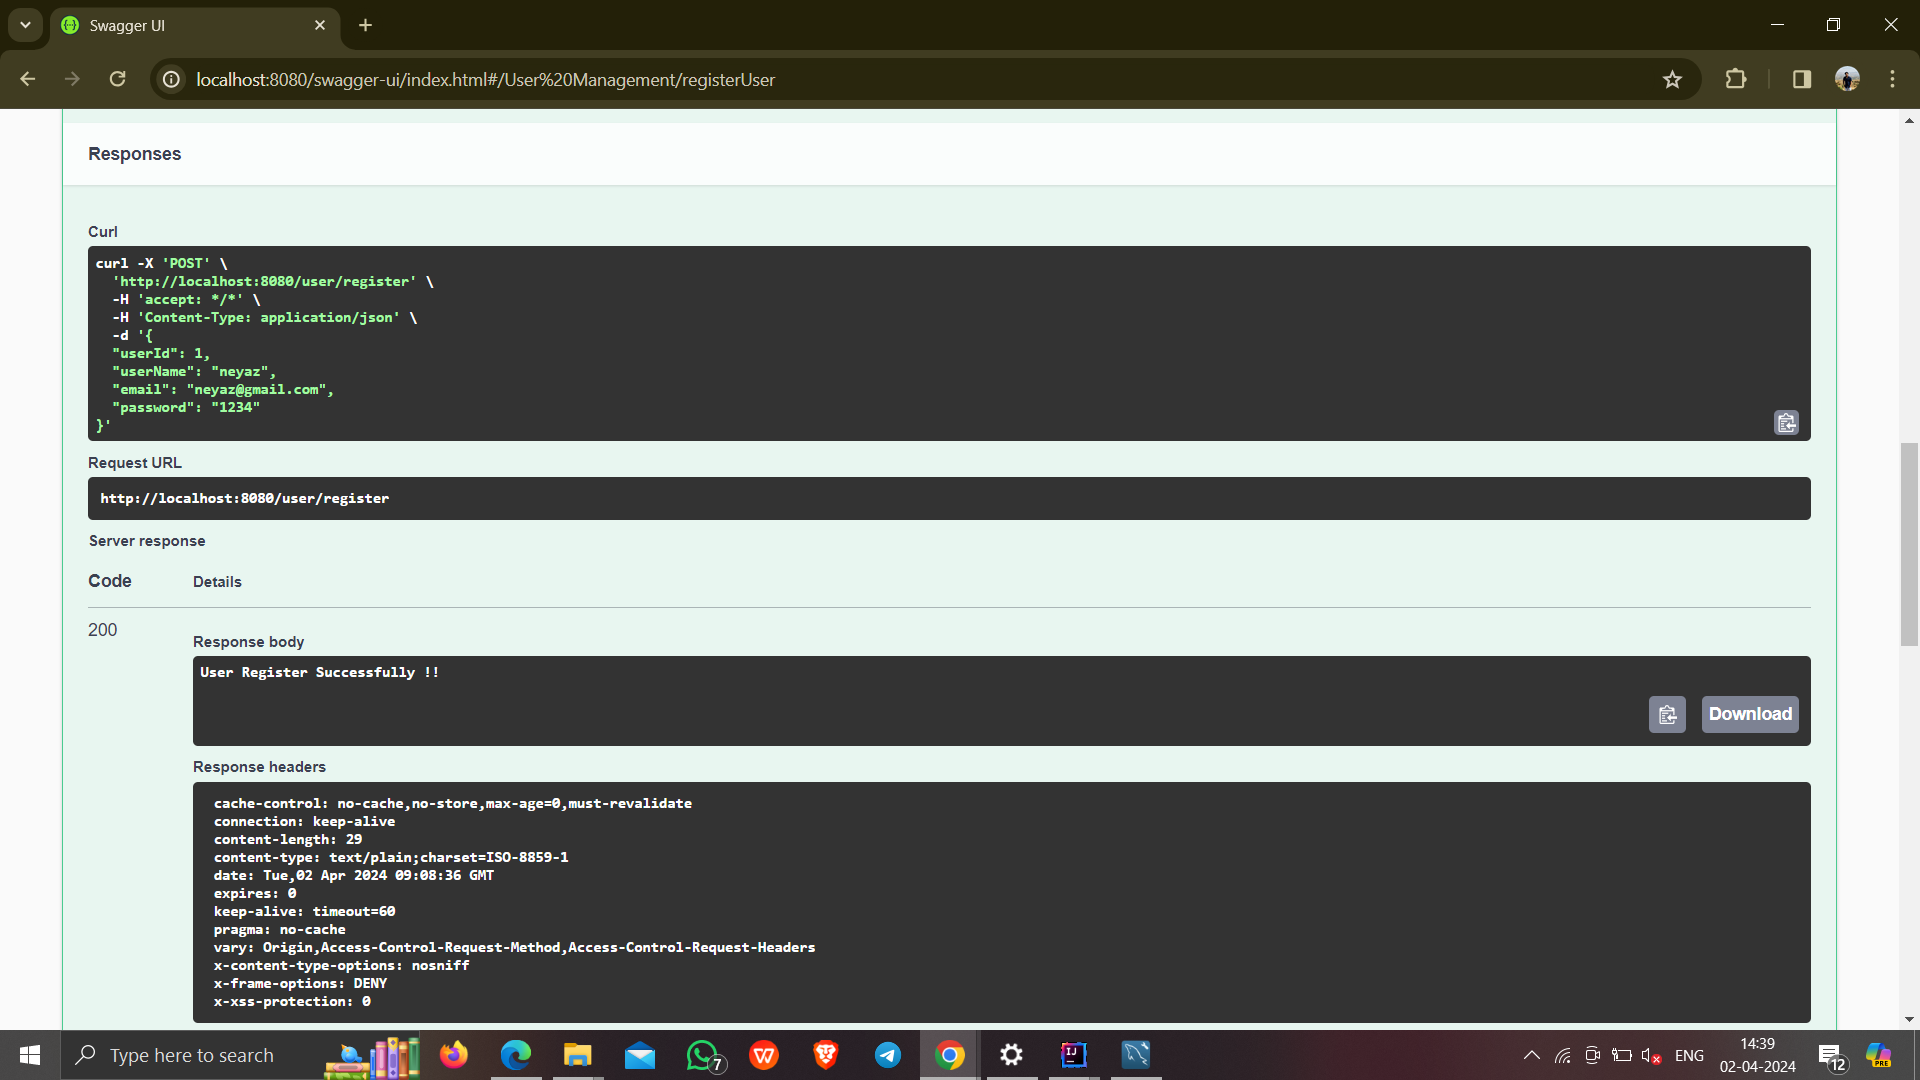 Swagger UI
localhost:8080/swagger-ui/index.html#/User%20Management/registerUser
Responses
Curl
curl -X 'POST' \
'http://localhost:8080/user/register' \
-H 'accept: */*' \
-H 'Content-Type: application/json' \
-d '{
"userId": 1,
"userName": "neyaz",
"email": "neyaz@gmail.com",
"password": "1234"
}'
Request URL
http://localhost:8080/user/register
Server response
Code Details
200
Response body
User Register Successfully !!
Download
Response headers
cache-control: no-cache,no-store,max-age=0,must-revalidate
connection: keep-alive
content-length: 29
content-type: text/plain;charset=ISO-8859-1
date: Tue,02 Apr 2024 09:08:36 GMT
expires: 0
keep-alive: timeout=60
pragma: no-cache
vary: Origin,Access-Control-Request-Method,Access-Control-Request-Headers
x-content-type-options: nosniff
x-frame-options: DENY
x-xss-protection: 0
Type here to search
7
W
IJ
ENG
14:39
02-04-2024
12
PRE